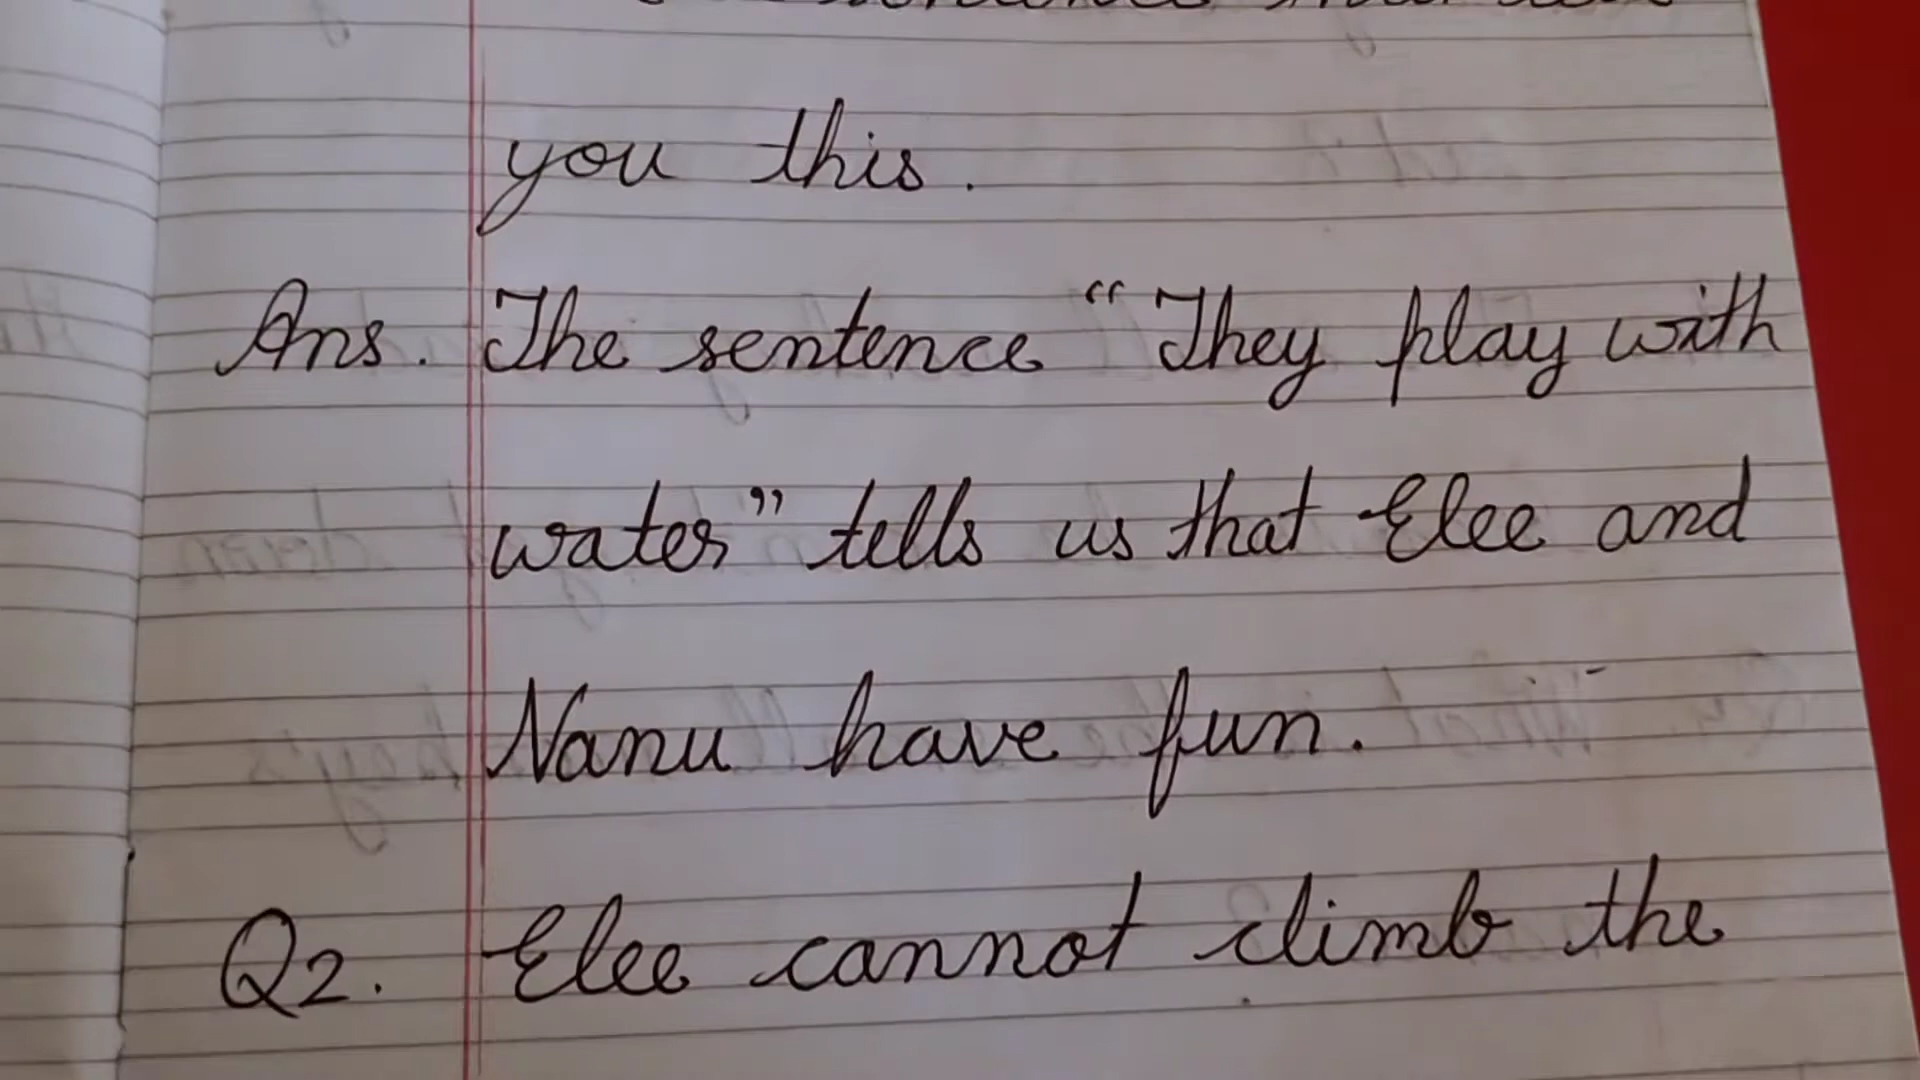 you this.
Ans. The sentence “They play with
water” tells us that Elee and
Nanu have fun.
Q2. Elee cannot climb the